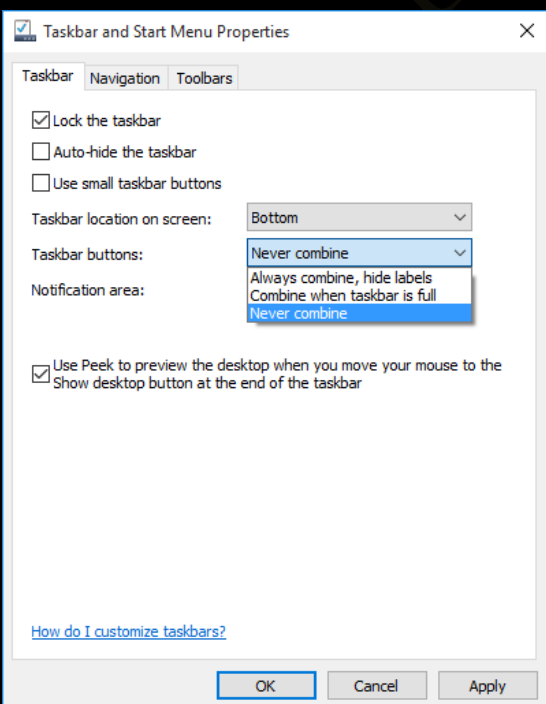 Taskbar and Start Menu Properties
Taskbar Navigation Toolbars
Lock the taskbar
Auto-hide the taskbar
Use small taskbar buttons
Taskbar location on screen: Bottom
Taskbar buttons: Never combine
Always combine, hide labels
Notification area: Combine when taskbar is full
Never combine
Use Peek to preview the desktop when you move your mouse to the
Show desktop button at the end of the taskbar
How do I customize taskbars?
OK Cancel Apply